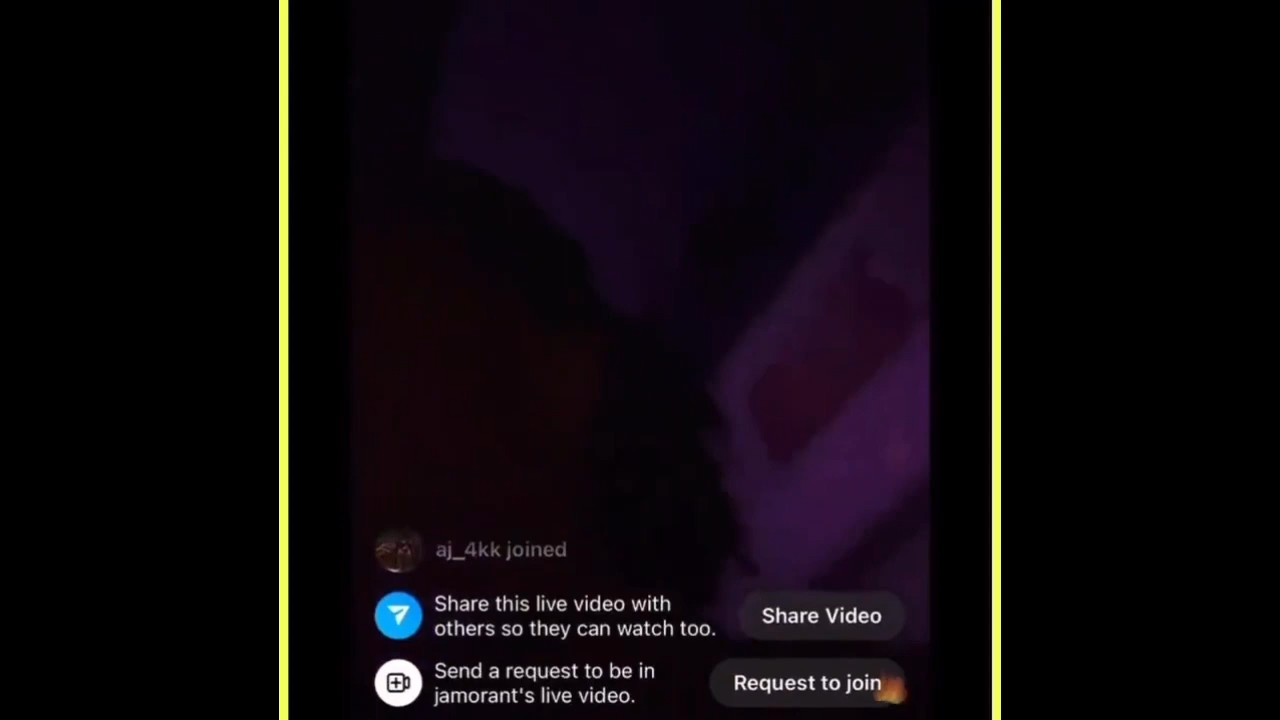 aj_4kk joined
Share this live video with
others so they can watch too.
Share Video
Send a request to be in
jamorant's live video.
Request to join